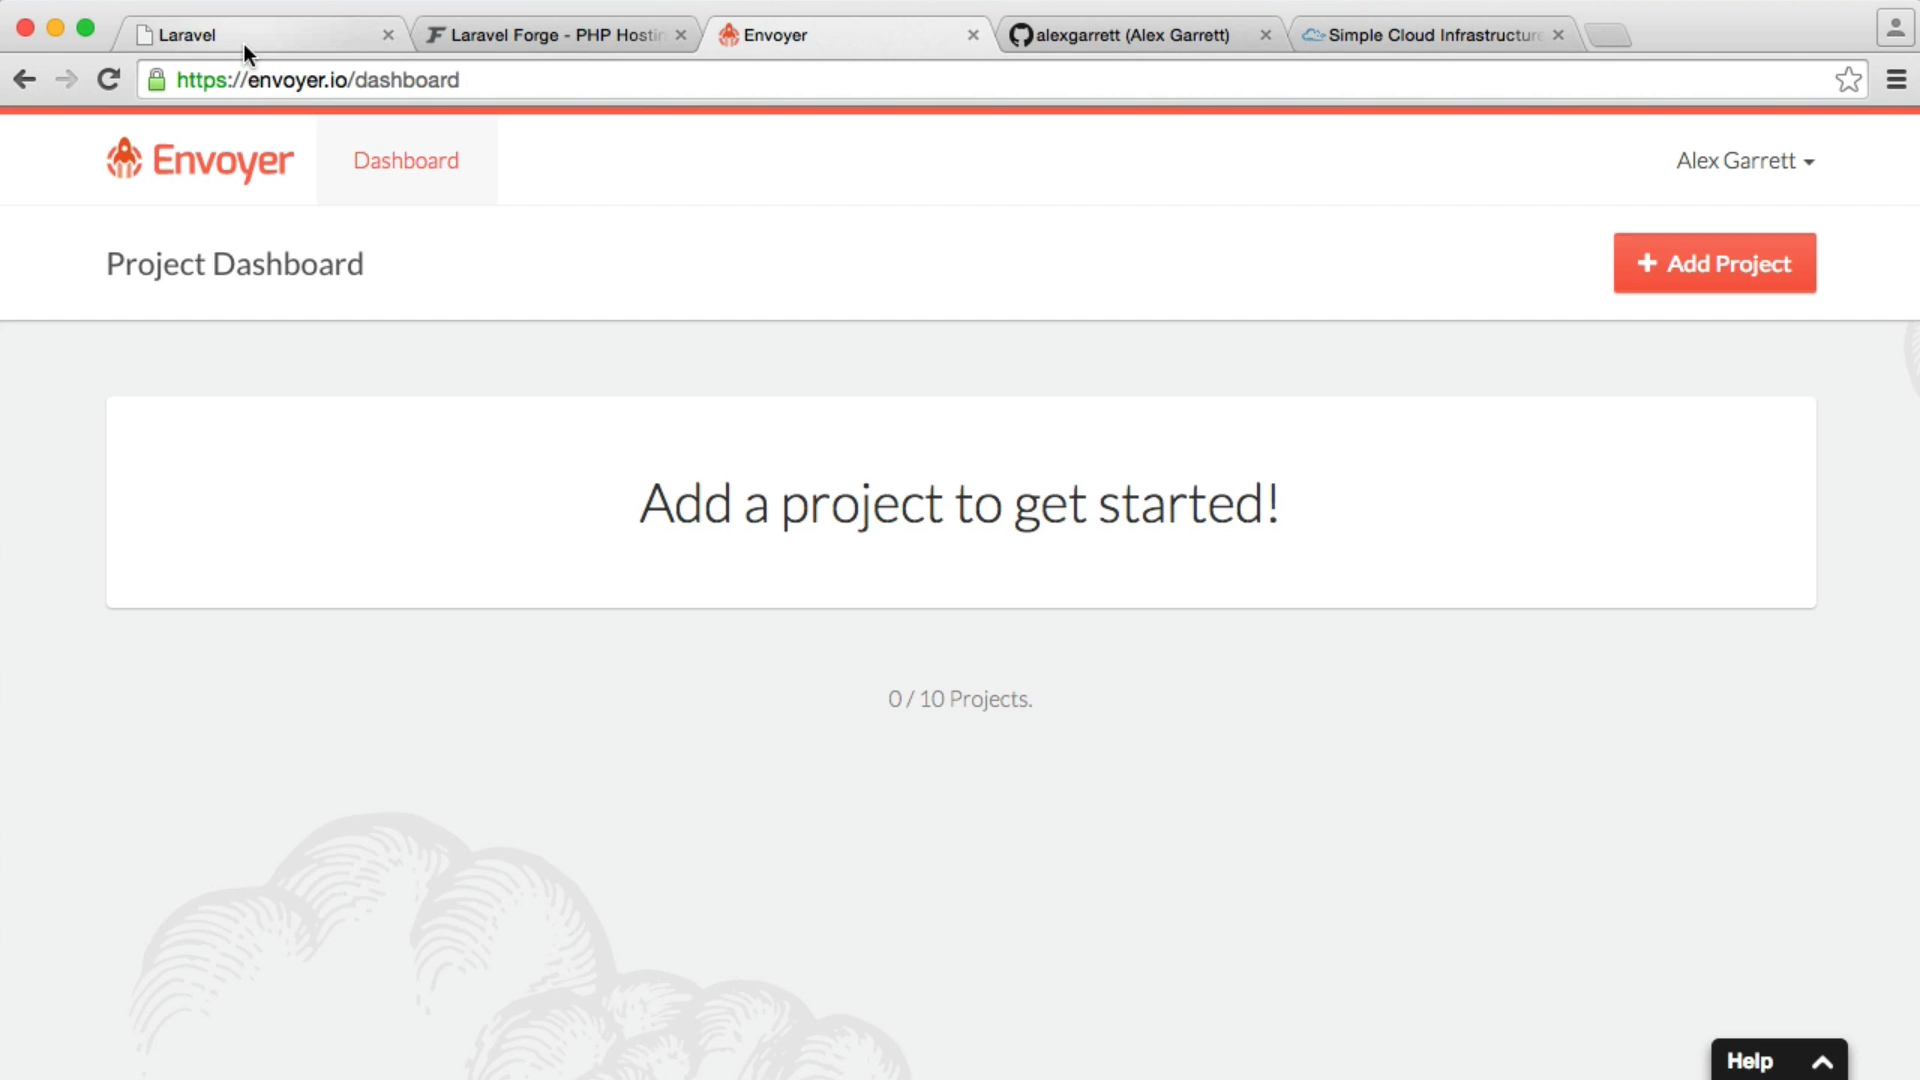 Laravel
Laravel Forge - PHP Hostin
Envoyer
alexgarrett (Alex Garrett)
Simple Cloud Infrastructure
https://envoyer.io/dashboard
Envoyer
Dashboard
Alex Garrett
Project Dashboard
+ Add Project
Add a project to get started!
0 / 10 Projects.
Help